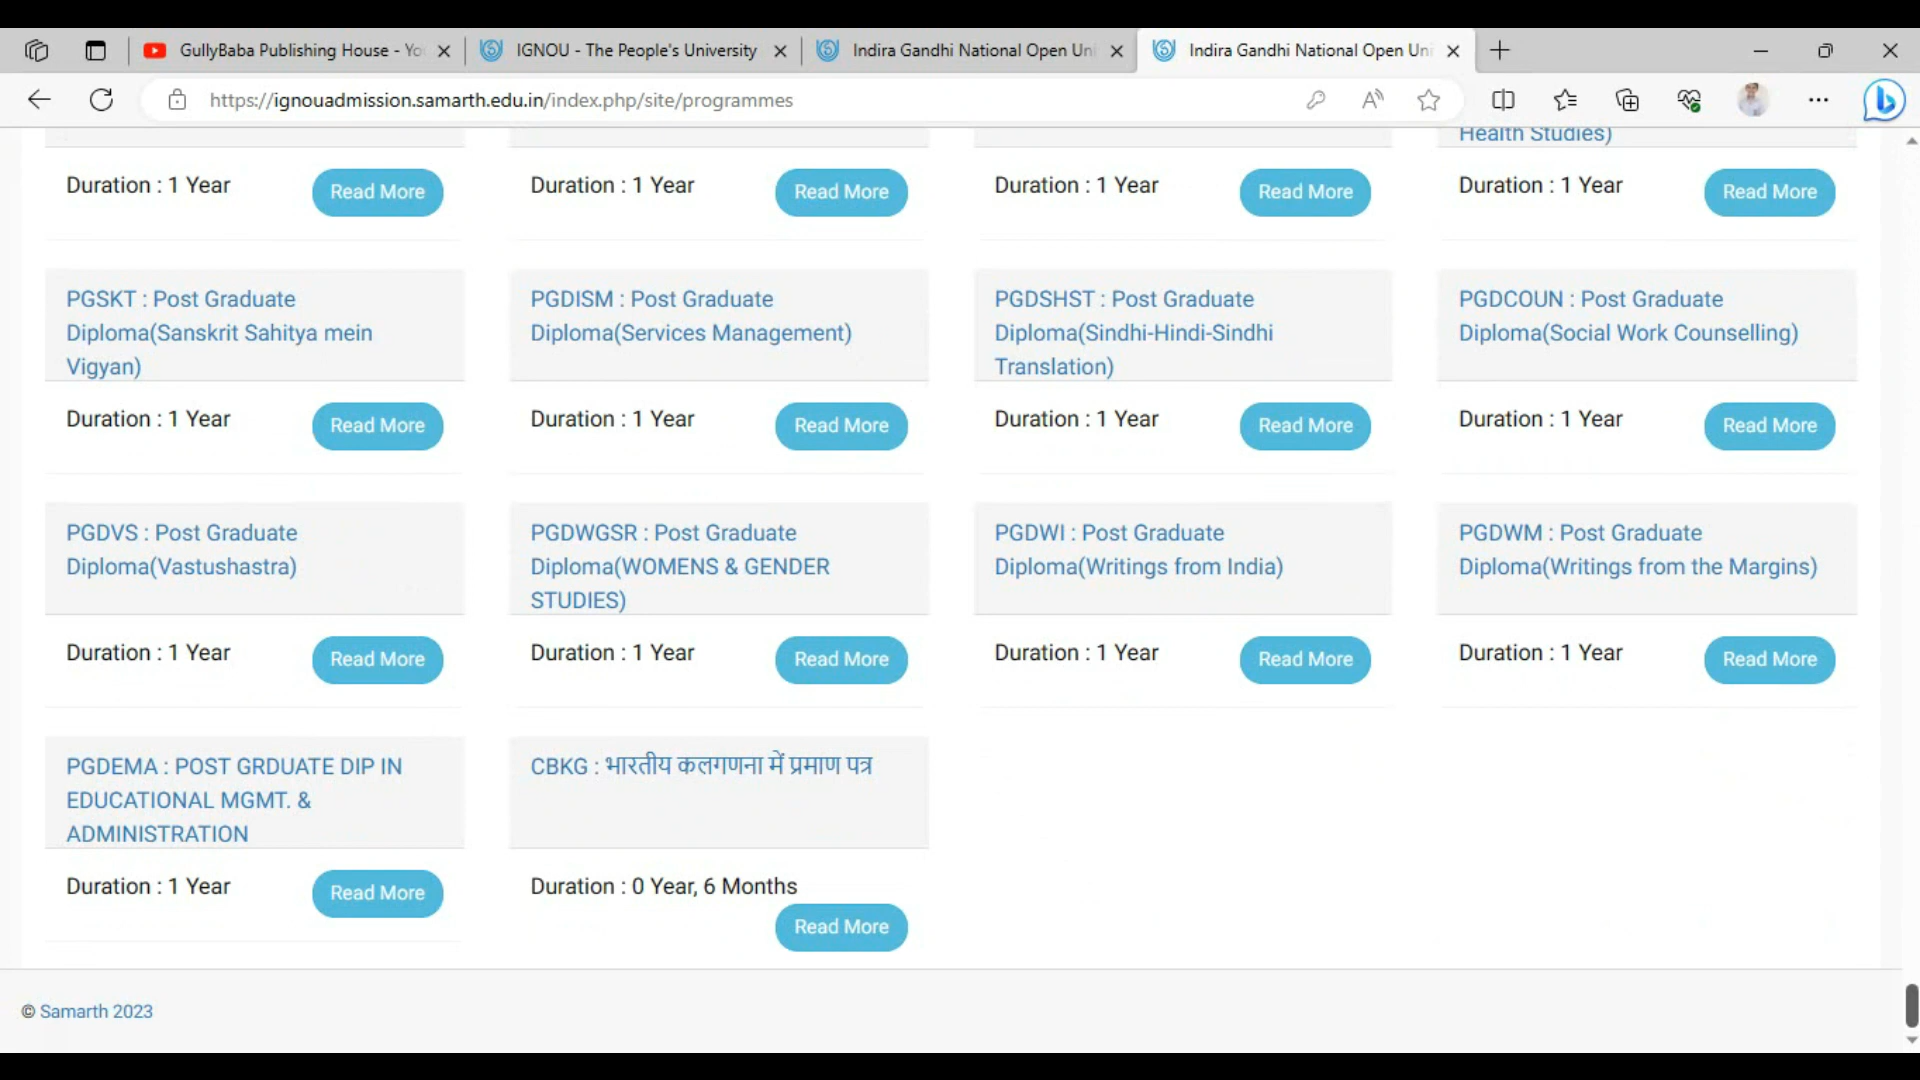 GullyBaba Publishing House - Yo
IGNOU - The People's University
Indira Gandhi National Open Uni
Indira Gandhi National Open Uni
https://ignouadmission.samarth.edu.in/index.php/site/programmes
Health Studies)
Duration : 1 Year
Read More
Duration : 1 Year
Read More
Duration : 1 Year
Read More
Duration : 1 Year
Read More
PGSKT : Post Graduate
Diploma(Sanskrit Sahitya mein
Vigyan)
PGDISM : Post Graduate
Diploma(Services Management)
PGDSHST : Post Graduate
Diploma(Sindhi-Hindi-Sindhi
Translation)
PGDCOUN : Post Graduate
Diploma(Social Work Counselling)
Duration : 1 Year
Read More
Duration : 1 Year
Read More
Duration : 1 Year
Read More
Duration : 1 Year
Read More
PGDVS : Post Graduate
Diploma(Vastushastra)
PGDWGSR : Post Graduate
Diploma(WOMENS & GENDER
STUDIES)
PGDWI : Post Graduate
Diploma(Writings from India)
PGDWM : Post Graduate
Diploma(Writings from the Margins)
Duration : 1 Year
Read More
Duration : 1 Year
Read More
Duration : 1 Year
Read More
Duration : 1 Year
Read More
PGDEMA : POST GRDUATE DIP IN
EDUCATIONAL MGMT. &
ADMINISTRATION
CBKG : भारतीय कलगणना में प्रमाण पत्र
Duration : 1 Year
Read More
Duration : 0 Year, 6 Months
Read More
© Samarth 2023